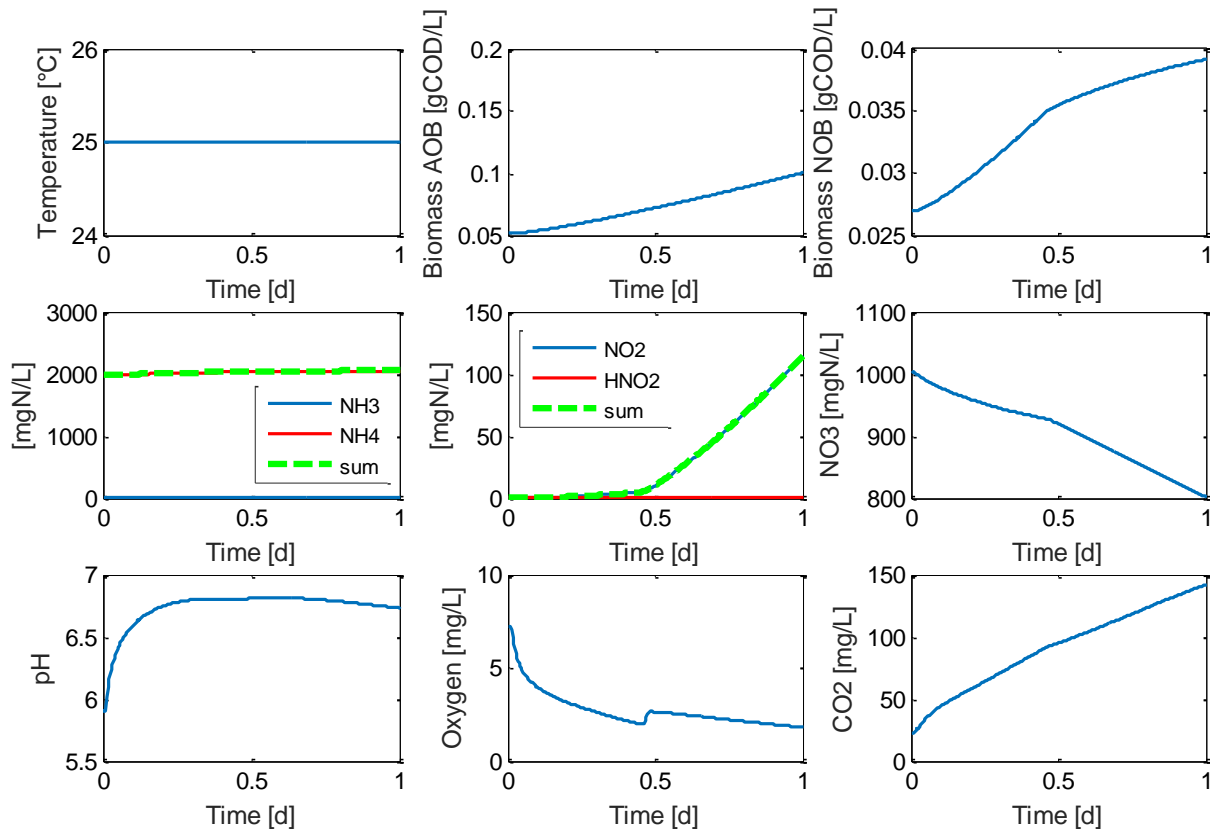 Temperature [°C]
26
25
24
0
0.5
1
Time [d]
Biomass AOB [gCOD/L]
0.2
0.15
0.1
0.05
0
0.5
1
Time [d]
Biomass NOB [gCOD/L]
0.04
0.035
0.03
0.025
0
0.5
1
Time [d]
[mgN/L]
3000
2000
1000
0
NH3
NH4
sum
0
0.5
1
Time [d]
[mgN/L]
150
100
50
0
NO2
HNO2
sum
0
0.5
1
Time [d]
NO3 [mgN/L]
1100
1000
900
800
0
0.5
1
Time [d]
pH
7
6.5
6
5.5
0
0.5
1
Time [d]
Oxygen [mg/L]
10
5
0
0
0.5
1
Time [d]
CO2 [mg/L]
150
100
50
0
0
0.5
1
Time [d]